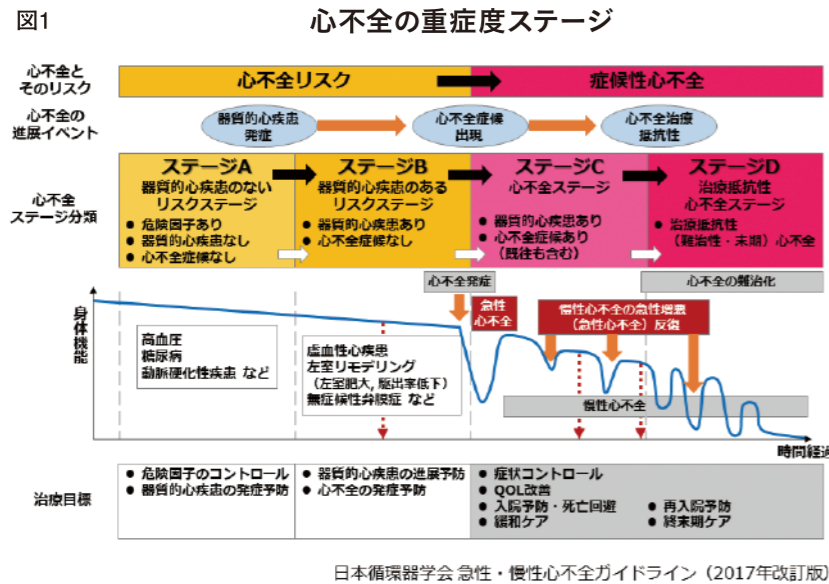 図1
心不全の重症度ステージ
心不全と
そのリスク
心不全リスク
症候性心不全
心不全の
進展イベント
器質的心疾患
発症
心不全症候
出現
心不全治療
抵抗性
心不全
ステージ分類
ステージA
器質的心疾患のない
リスクステージ
● 危険因子あり
● 器質的心疾患なし
● 心不全症候なし
ステージB
器質的心疾患のある
リスクステージ
● 器質的心疾患あり
● 心不全症候なし
ステージC
心不全ステージ
● 器質的心疾患あり
● 心不全症候あり
(既往も含む)
ステージD
治療抵抗性
心不全ステージ
● 治療抵抗性
(難治性・末期)心不全
心不全発症
心不全の難治化
身体機能
急性
心不全
慢性心不全の急性増悪
(急性心不全)反復
高血圧
糖尿病
動脈硬化性疾患 など
虚血性心疾患
左室リモデリング
(左室肥大, 駆出率低下)
無症候性弁膜症 など
慢性心不全
時間経過
治療目標
● 危険因子のコントロール
● 器質的心疾患の発症予防
● 器質的心疾患の進展予防
● 心不全の発症予防
● 症状コントロール
● QOL改善
● 入院予防・死亡回避
● 緩和ケア
● 再入院予防
● 終末期ケア
日本循環器学会 急性・慢性心不全ガイドライン(2017年改訂版)